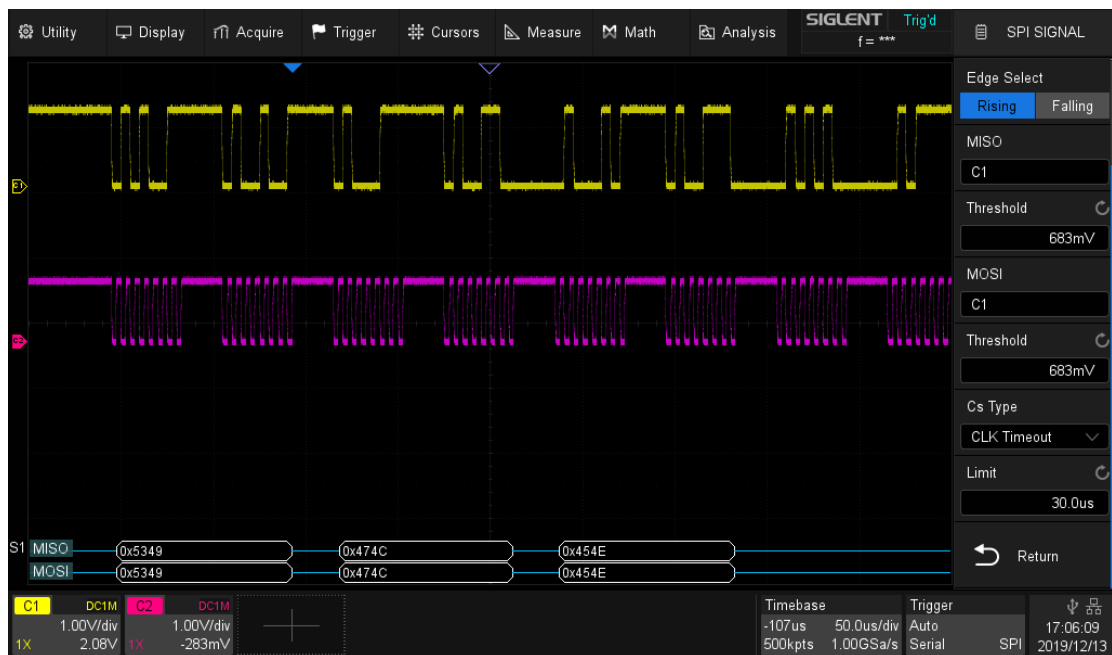 Utility Display Acquire Trigger Cursors Measure Math Analysis SIGLENT Trig'd
f = ***
SPI SIGNAL
Edge Select
Rising Falling
MISO
C1
Threshold
683mV
MOSI
C1
Threshold
683mV
Cs Type
CLK Timeout
Limit
30.0us
Return
C1
C2
S1 MISO 0x5349 0x474C 0x454E
MOSI 0x5349 0x474C 0x454E
C1 DC1M C2 DC1M Timebase Trigger
1.00V/div 1.00V/div -107us 50.0us/div Auto 17:06:09
1X 2.08V 1X -283mV 500kpts 1.00GSa/s Serial SPI 2019/12/13